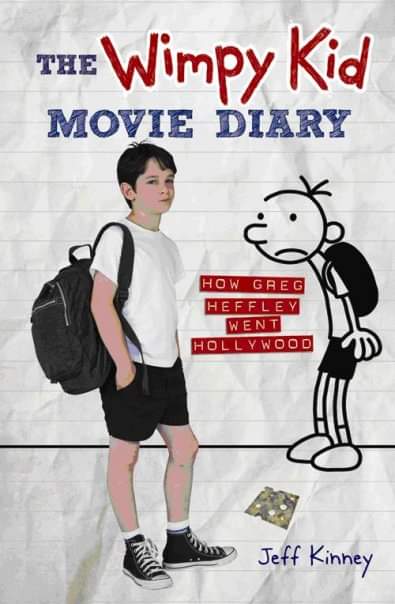 THE Wimpy Kid
MOVIE DIARY
HOW GREG
HEFFLEY
WENT
HOLLYWOOD
Jeff Kinney